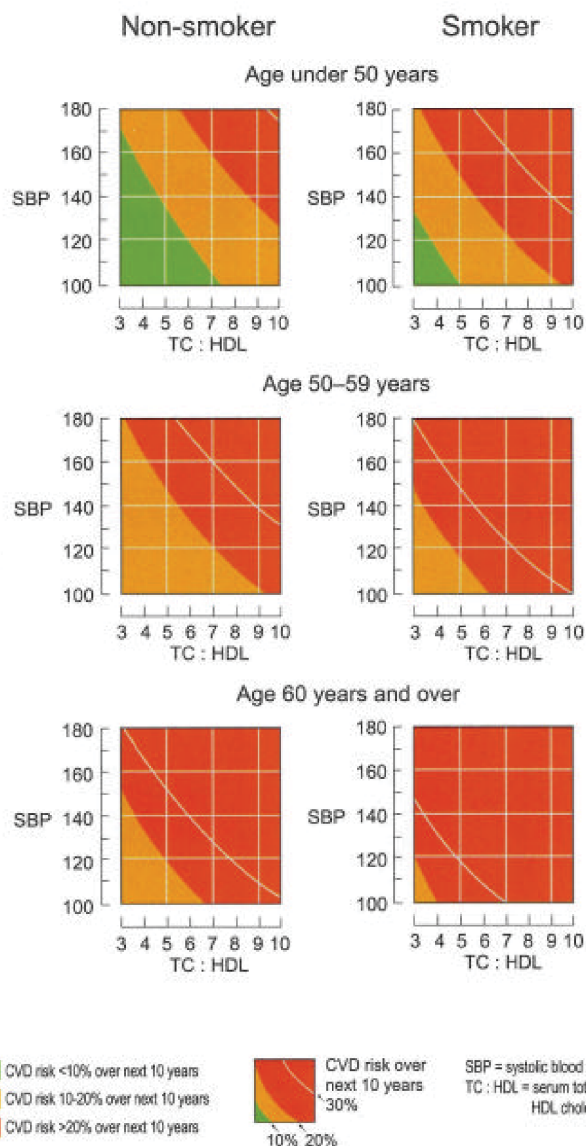 Non-smoker Smoker
Age under 50 years
180 180
160 160
SBP 140 SBP 140
120 120
100 100
3 4 5 6 7 8 9 10 3 4 5 6 7 8 9 10
TC : HDL TC : HDL
Age 50–59 years
180 180
160 160
SBP 140 SBP 140
120 120
100 100
3 4 5 6 7 8 9 10 3 4 5 6 7 8 9 10
TC : HDL TC : HDL
Age 60 years and over
180 180
160 160
SBP 140 SBP 140
120 120
100 100
3 4 5 6 7 8 9 10 3 4 5 6 7 8 9 10
TC : HDL TC : HDL
CVD risk <10% over next 10 years
CVD risk 10-20% over next 10 years
CVD risk >20% over next 10 years
CVD risk over
next 10 years
30%
10% 20%
SBP = systolic blood
TC : HDL = serum tot
HDL chol